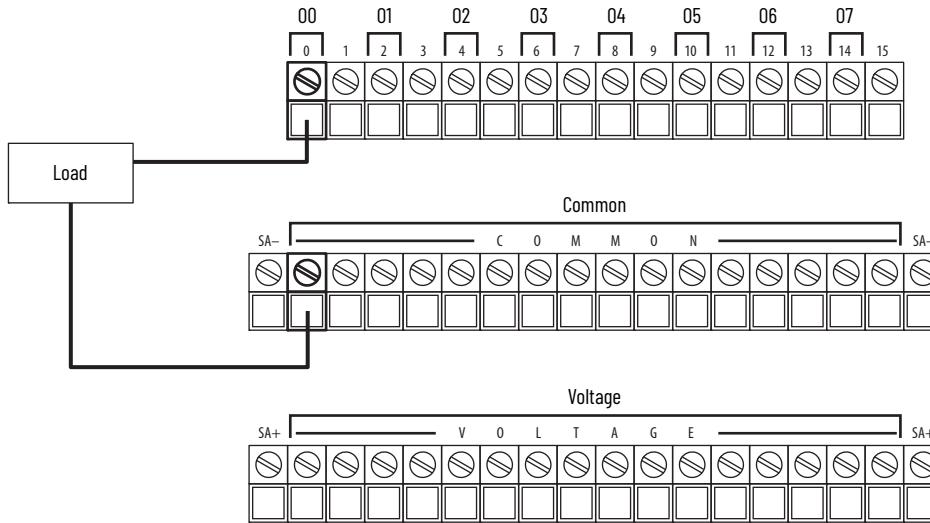 00 01 02 03 04 05 06 07
0 1 2 3 4 5 6 7 8 9 10 11 12 13 14 15
Load
Common
SA– C O M M O N SA–
Voltage
SA+ V O L T A G E SA+